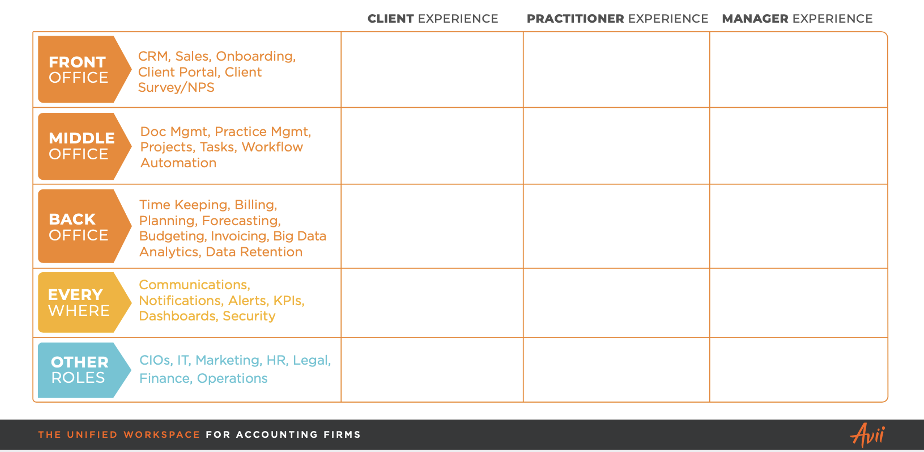 CLIENT EXPERIENCE PRACTITIONER EXPERIENCE MANAGER EXPERIENCE
FRONT
OFFICE
CRM, Sales, Onboarding,
Client Portal, Client
Survey/NPS
MIDDLE
OFFICE
Doc Mgmt, Practice Mgmt,
Projects, Tasks, Workflow
Automation
BACK
OFFICE
Time Keeping, Billing,
Planning, Forecasting,
Budgeting, Invoicing, Big Data
Analytics, Data Retention
EVERY
WHERE
Communications,
Notifications, Alerts, KPIs,
Dashboards, Security
OTHER
ROLES
CIOs, IT, Marketing, HR, Legal,
Finance, Operations
THE UNIFIED WORKSPACE FOR ACCOUNTING FIRMS
Avii